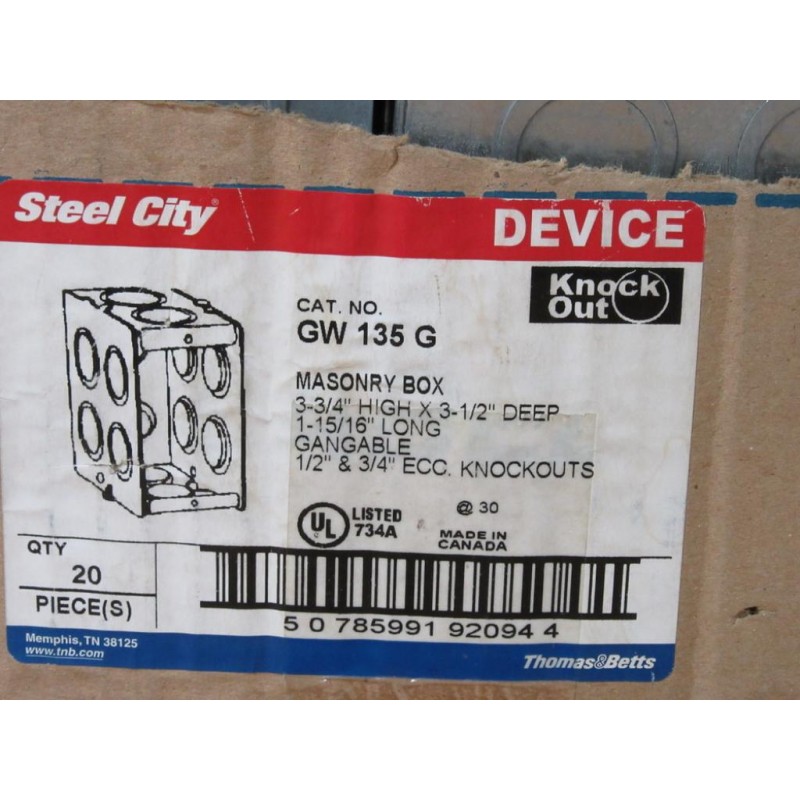 Steel City® DEVICE
Knock
Out
CAT. NO.
GW 135 G
MASONRY BOX
3-3/4" HIGH X 3-1/2" DEEP
1-15/16" LONG
GANGABLE
1/2" & 3/4" ECC. KNOCKOUTS
UL LISTED
734A
@ 30
MADE IN
CANADA
QTY
20
PIECE(S)
5 0 785991 92094 4
Memphis, TN 38125
www.tnb.com
Thomas&Betts